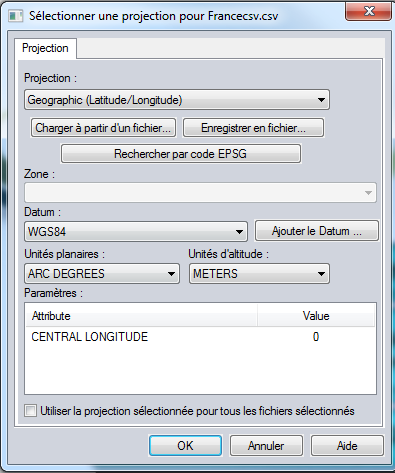 Sélectionner une projection pour Francecsv.csv
Projection
Projection :
Geographic (Latitude/Longitude)
Charger à partir d'un fichier...
Enregistrer en fichier...
Rechercher par code EPSG
Zone :
Datum :
WGS84
Ajouter le Datum ...
Unités planaires :
Unités d'altitude :
ARC DEGREES
METERS
Paramètres :
Attribute Value
CENTRAL LONGITUDE 0
Utiliser la projection sélectionnée pour tous les fichiers sélectionnés
OK
Annuler
Aide